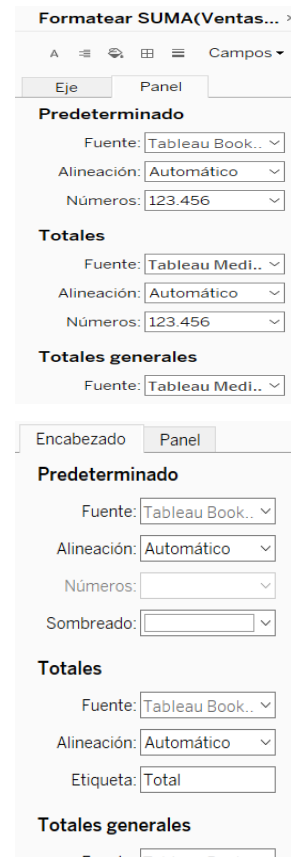 Formatear SUMA(Ventas...
A Campos
Eje Panel
Predeterminado
Fuente: Tableau Book..
Alineación: Automático
Números: 123.456
Totales
Fuente: Tableau Medi..
Alineación: Automático
Números: 123.456
Totales generales
Fuente: Tableau Medi..
Encabezado Panel
Predeterminado
Fuente: Tableau Book..
Alineación: Automático
Números:
Sombreado:
Totales
Fuente: Tableau Book..
Alineación: Automático
Etiqueta: Total
Totales generales